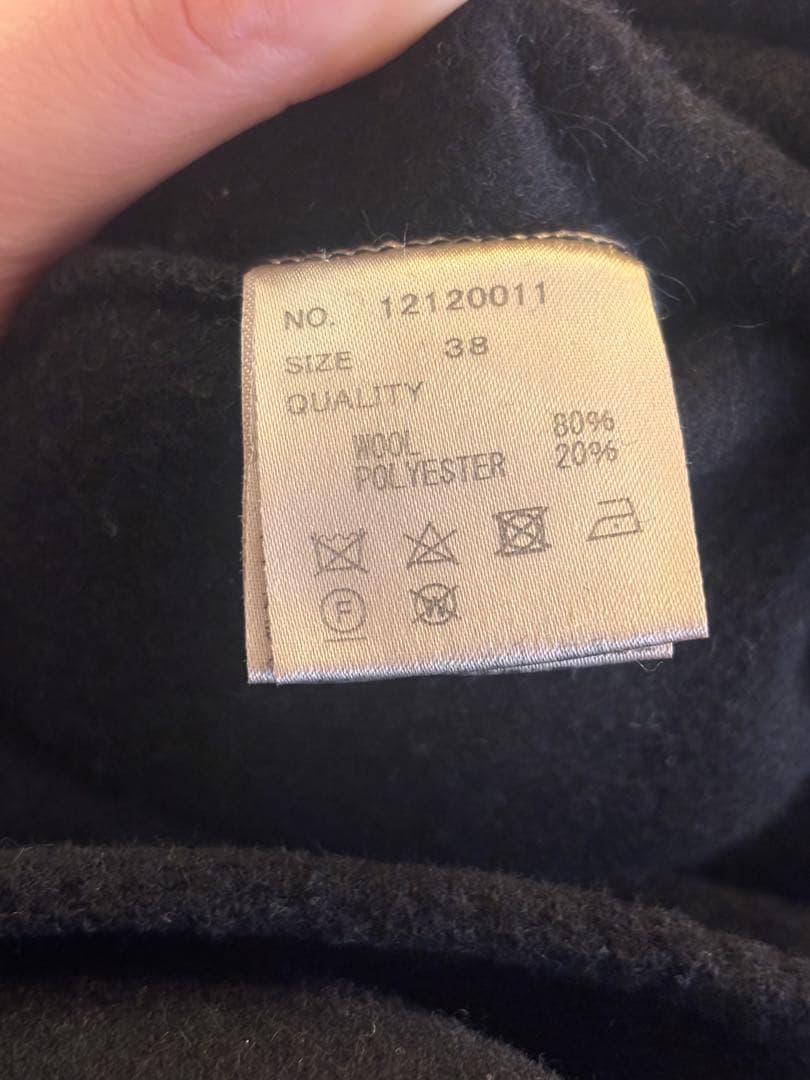 NO. 12120011
SIZE 38
QUALITY
WOOL 80%
POLYESTER 20%
F W